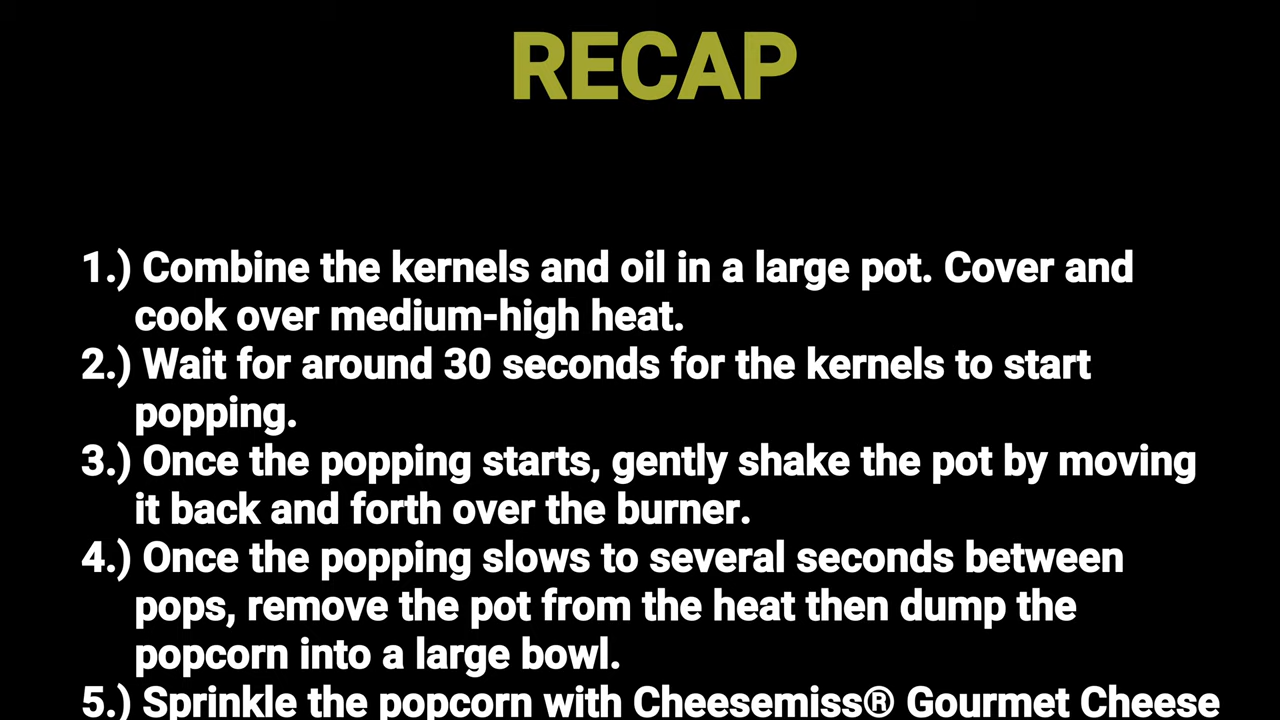 RECAP
1.) Combine the kernels and oil in a large pot. Cover and
cook over medium-high heat.
2.) Wait for around 30 seconds for the kernels to start
popping.
3.) Once the popping starts, gently shake the pot by moving
it back and forth over the burner.
4.) Once the popping slows to several seconds between
pops, remove the pot from the heat then dump the
popcorn into a large bowl.
5.) Sprinkle the popcorn with Cheesemiss® Gourmet Cheese